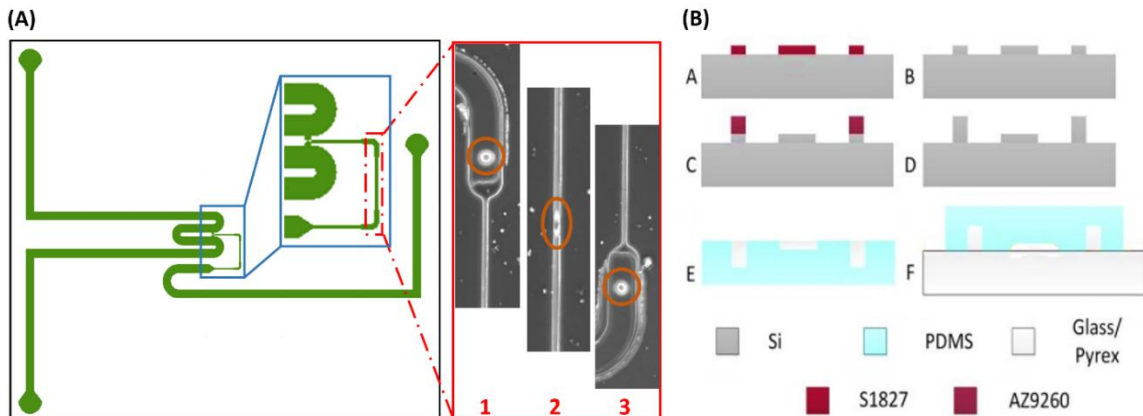 (A)
(B)
A
B
C
D
E
F
1 2 3
Si
PDMS
Glass/
Pyrex
S1827
AZ9260